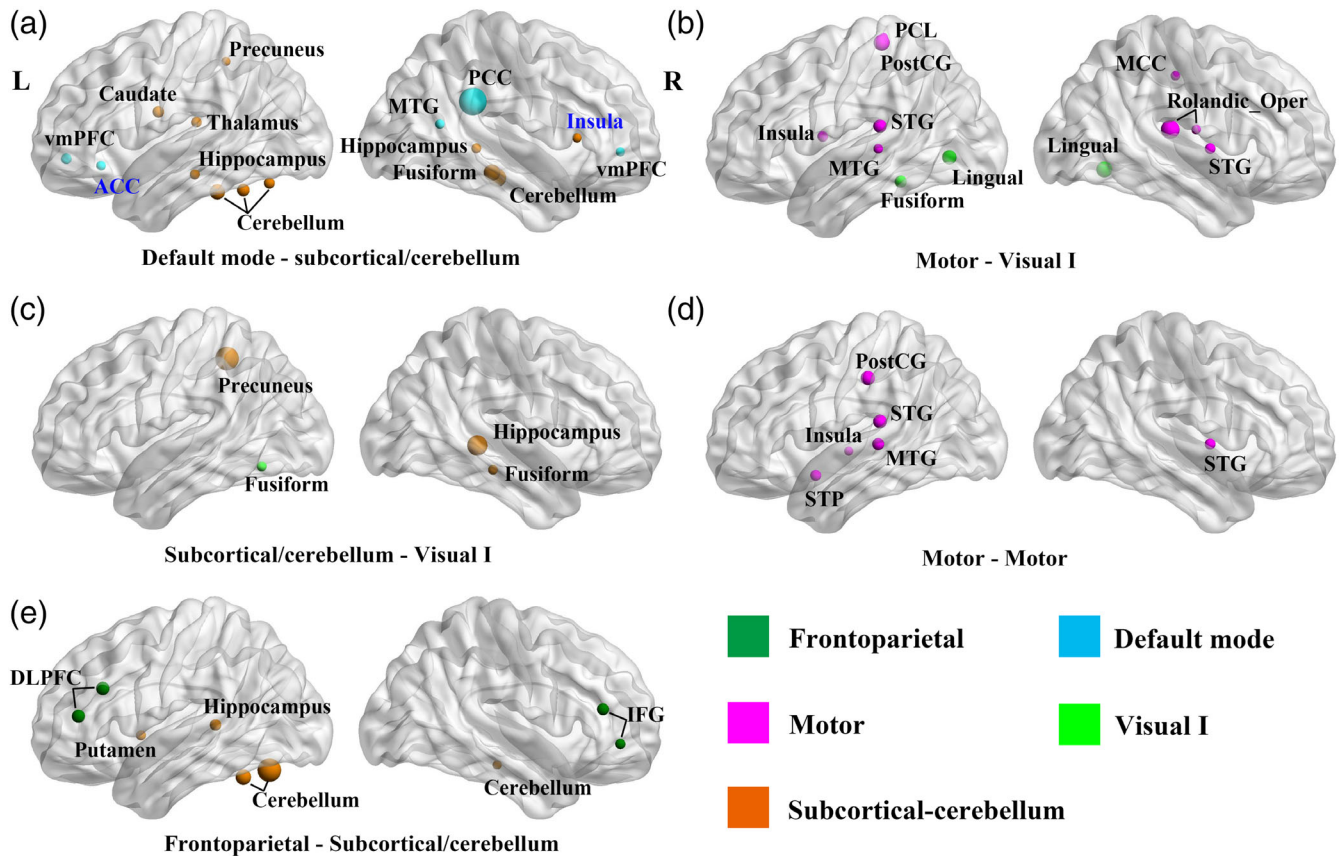 (a)
L
Precuneus
Caudate
Thalamus
vmPFC
Hippocampus
ACC
Cerebellum
PCC
MTG
Insula
Hippocampus
vmPFC
Fusiform
Cerebellum
Default mode - subcortical/cerebellum
(b)
R
PCL
PostCG
Insula
STG
MTG
Lingual
Fusiform
MCC
Rolandic_Oper
Lingual
STG
Motor - Visual I
(c)
Precuneus
Fusiform
Hippocampus
Fusiform
Subcortical/cerebellum - Visual I
(d)
PostCG
STG
Insula
MTG
STP
STG
Motor - Motor
(e)
DLPFC
Hippocampus
Putamen
Cerebellum
IFG
Cerebellum
Frontoparietal - Subcortical/cerebellum
Frontoparietal
Default mode
Motor
Visual I
Subcortical-cerebellum